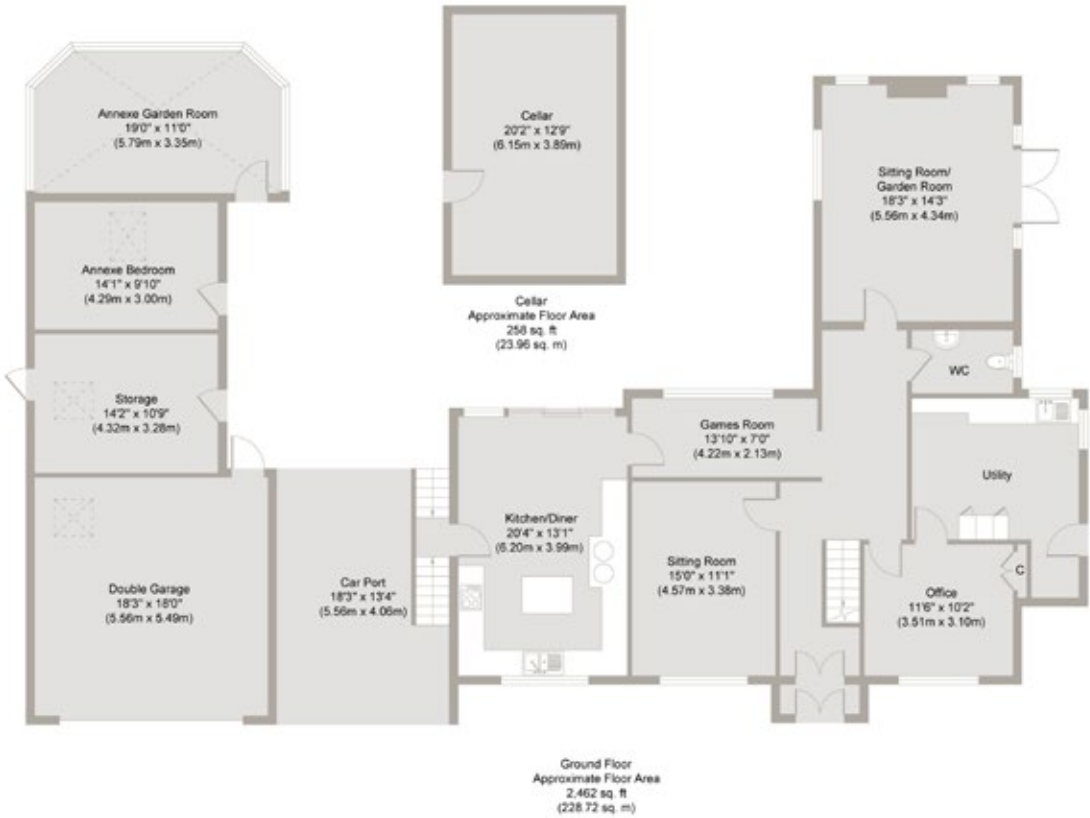 Annexe Garden Room
19'0" x 11'0"
(5.79m x 3.35m)
Cellar
20'2" x 12'9"
(6.15m x 3.89m)
Sitting Room/
Garden Room
18'3" x 14'3"
(5.56m x 4.34m)
Annexe Bedroom
14'1" x 9'10"
(4.29m x 3.00m)
Cellar
Approximate Floor Area
258 sq. ft
(23.96 sq. m)
WC
Storage
14'2" x 10'9"
(4.32m x 3.28m)
Games Room
13'10" x 7'0"
(4.22m x 2.13m)
Utility
Kitchen/Diner
20'4" x 13'1"
(6.20m x 3.99m)
Sitting Room
15'0" x 11'1"
(4.57m x 3.38m)
C
Double Garage
18'3" x 18'0"
(5.56m x 5.49m)
Car Port
18'3" x 13'4"
(5.56m x 4.06m)
Office
11'6" x 10'2"
(3.51m x 3.10m)
Ground Floor
Approximate Floor Area
2,462 sq. ft
(228.72 sq. m)